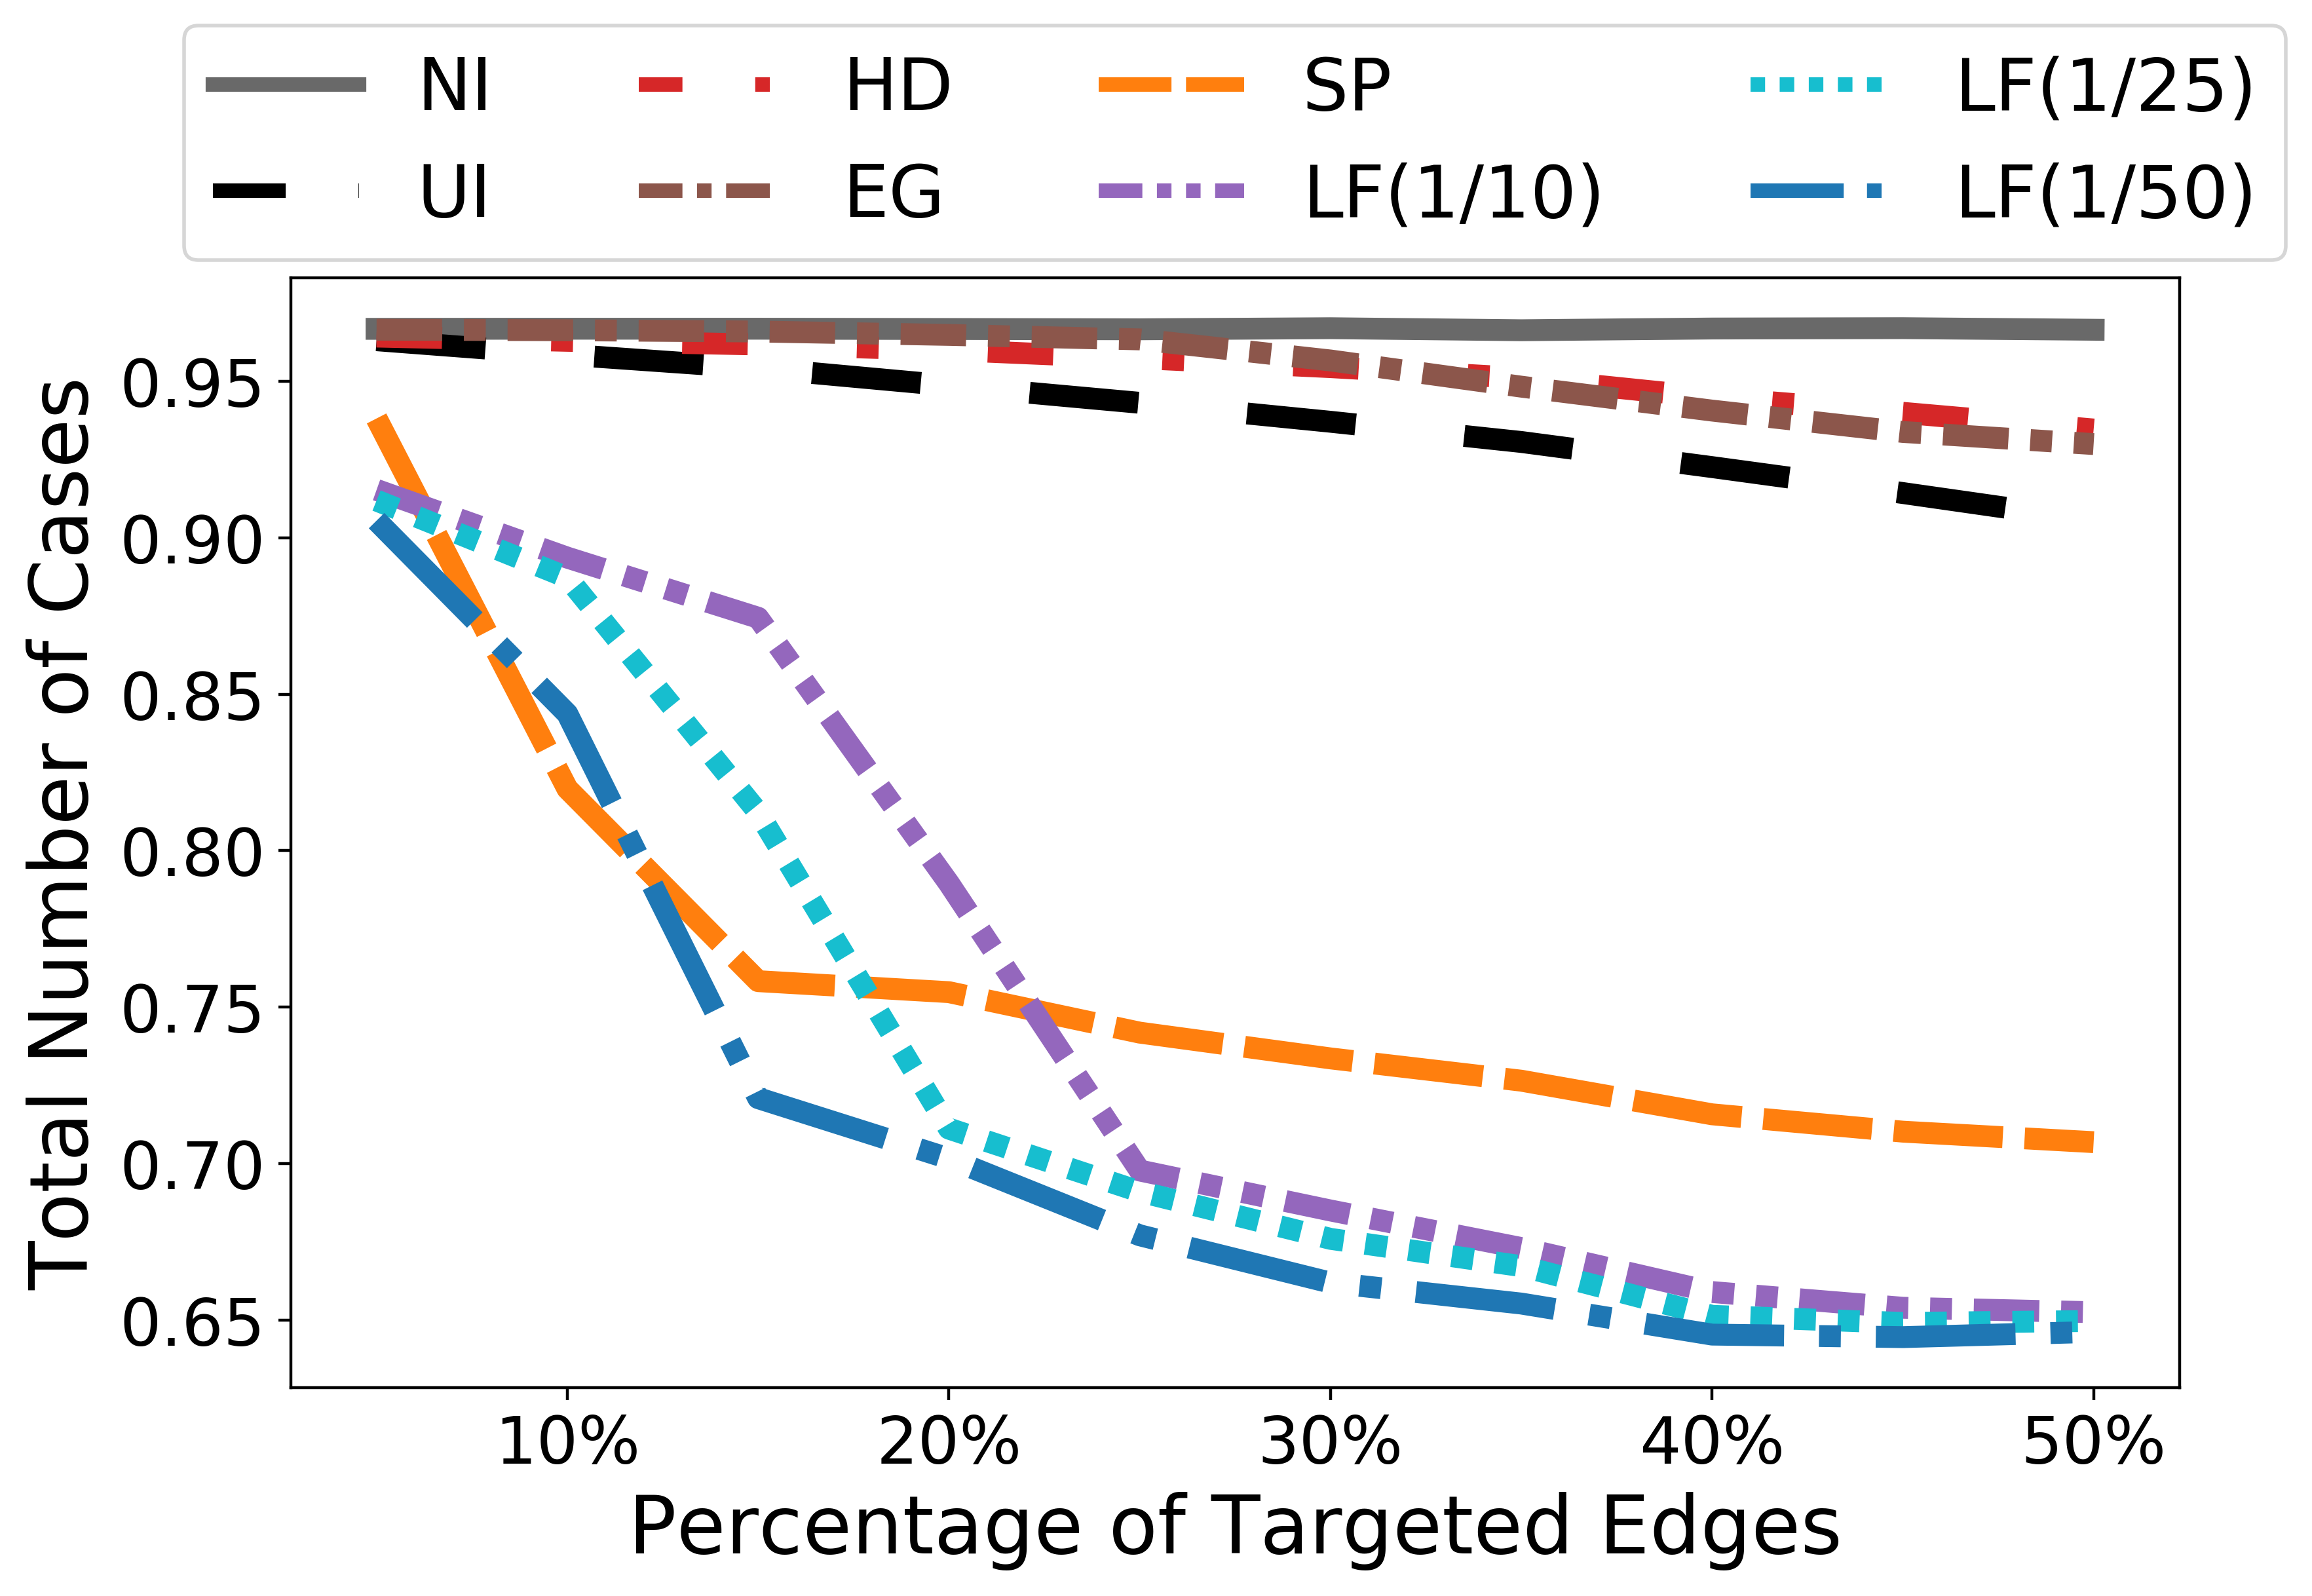 NI HD SP LF(1/25)
UI EG LF(1/10) LF(1/50)
Total Number of Cases
0.95
0.90
0.85
0.80
0.75
0.70
0.65
10% 20% 30% 40% 50%
Percentage of Targeted Edges